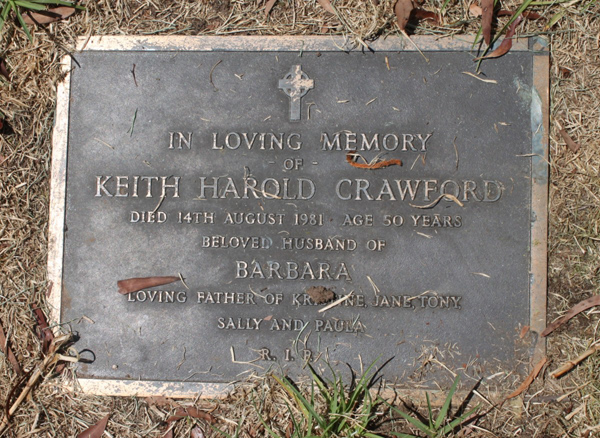 IN LOVING MEMORY
- OF -
KEITH HAROLD CRAWFORD
DIED 14TH AUGUST 1981 · AGE 50 YEARS
BELOVED HUSBAND OF
BARBARA
LOVING FATHER OF JANE, TONY,
SALLY AND PAULA
R. I. P.